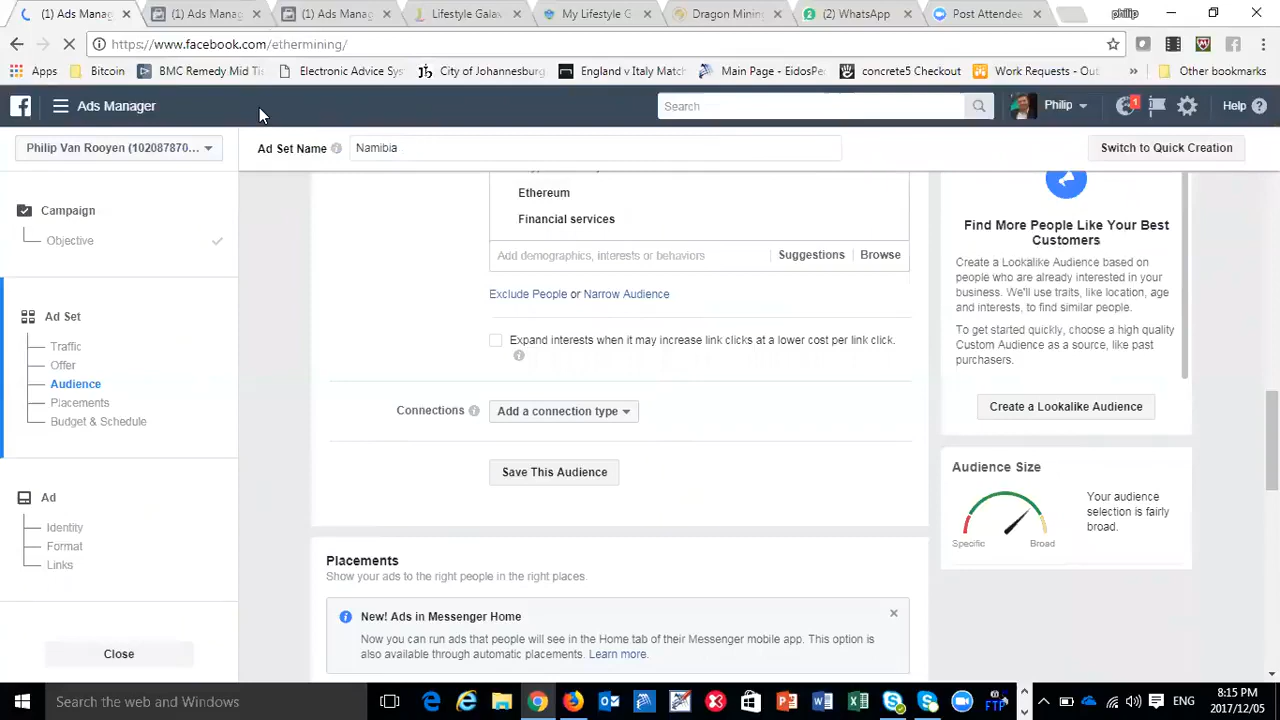 (1) Ads Manag
(1) Ads Manag
(1) Ads Manag
Lifestyle Gala
My Lifestyle G
Dragon Minin
(2) WhatsApp
Post Attendee
philip
https://www.facebook.com/ethermining/
Apps
Bitcoin
BMC Remedy Mid Ti
Electronic Advice Sy
City of Johannesbur
England v Italy Match
Main Page - EidosPe
concrete5 Checkout
Work Requests - Out
»
Other bookmarks
Ads Manager
Search
Philip
1
Help
Philip Van Rooyen (102087870...
Ad Set Name
Namibia
Switch to Quick Creation
Campaign
Objective
Ad Set
Traffic
Offer
Audience
Placements
Budget & Schedule
Ad
Identity
Format
Links
Close
Ethereum
Financial services
Add demographics, interests or behaviors
Suggestions
Browse
Exclude People or Narrow Audience
Expand interests when it may increase link clicks at a lower cost per link click.
Connections
Add a connection type
Save This Audience
Placements
Show your ads to the right people in the right places.
New! Ads in Messenger Home
Now you can run ads that people will see in the Home tab of their Messenger mobile app. This option is
also available through automatic placements. Learn more.
Find More People Like Your Best
Customers
Create a Lookalike Audience based on
people who are already interested in your
business. We'll use traits, like location, age
and interests, to find similar people.
To get started quickly, choose a high quality
Custom Audience as a source, like past
purchasers.
Create a Lookalike Audience
Audience Size
Your audience
selection is fairly
broad.
Specific
Broad
Search the web and Windows
FTP
ENG
8:15 PM
2017/12/05